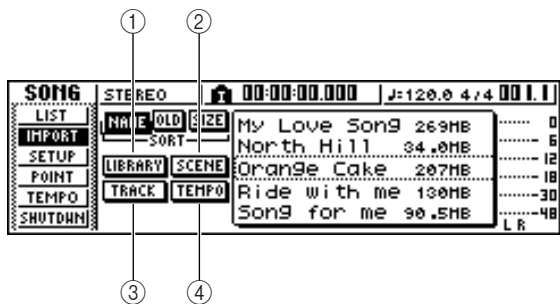 ① ②
SONG STEREO 00:00:00.000 ♩=120.0 4/4 001.1
LIST
IMPORT
SETUP
POINT
TEMPO
SHUTDWN
NAME OLD SIZE
SORT
LIBRARY SCENE
TRACK TEMPO
My Love Song 269MB
North Hill 34.0MB
Orange Cake 207MB
Ride with me 130MB
Song for me 90.5MB
0
6
12
18
30
48
L R
③ ④